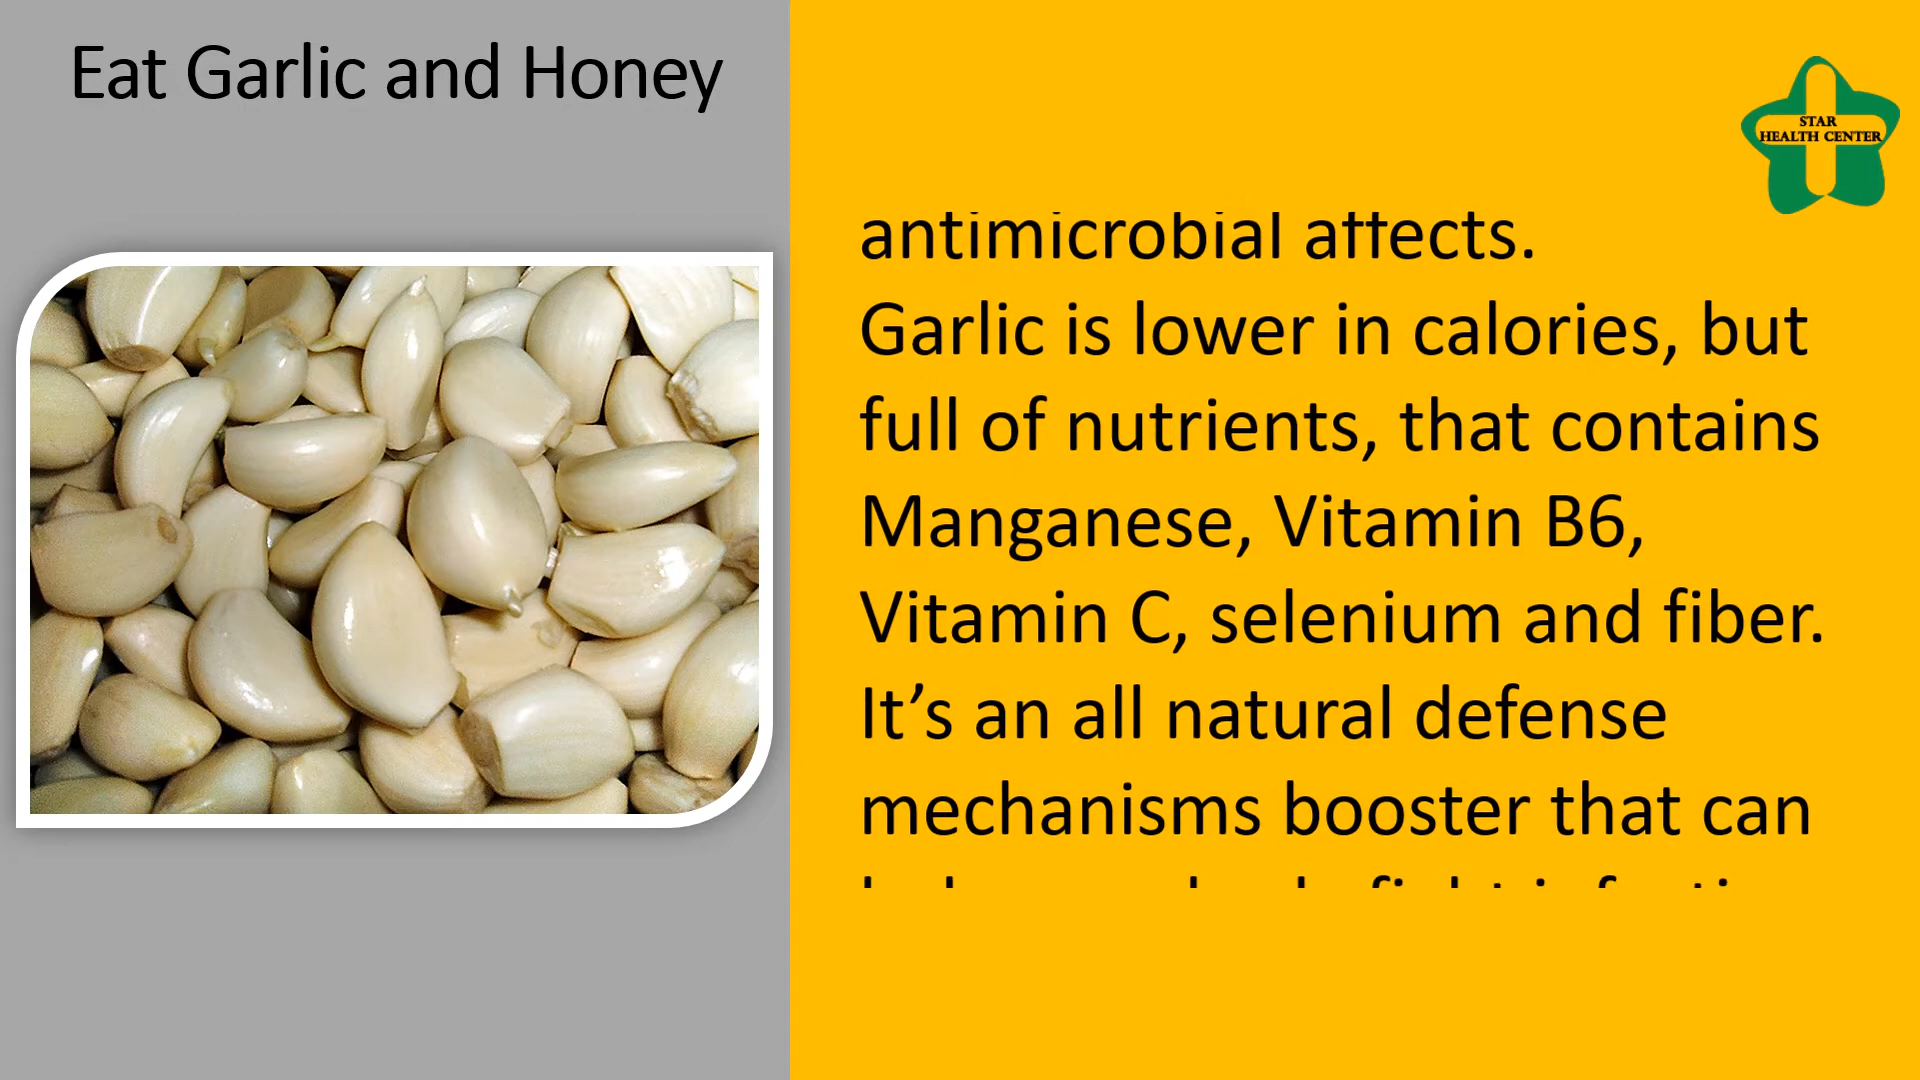 Eat Garlic and Honey
STAR
HEALTH CENTER
antimicrobial affects.
Garlic is lower in calories, but
full of nutrients, that contains
Manganese, Vitamin B6,
Vitamin C, selenium and fiber.
It’s an all natural defense
mechanisms booster that can